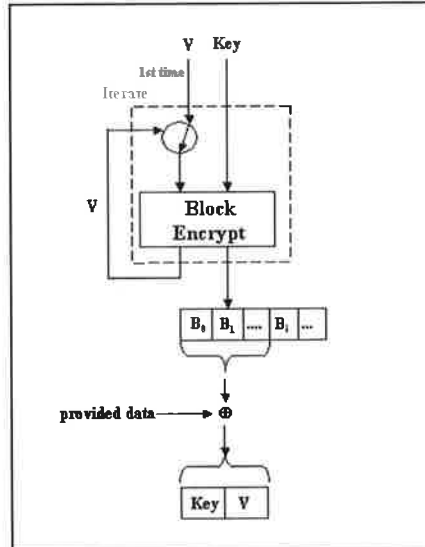 V Key
1st time
Iterate
V
Block
Encrypt
B₀ B₁ .... Bᵢ ...
provided data ⊕
Key V